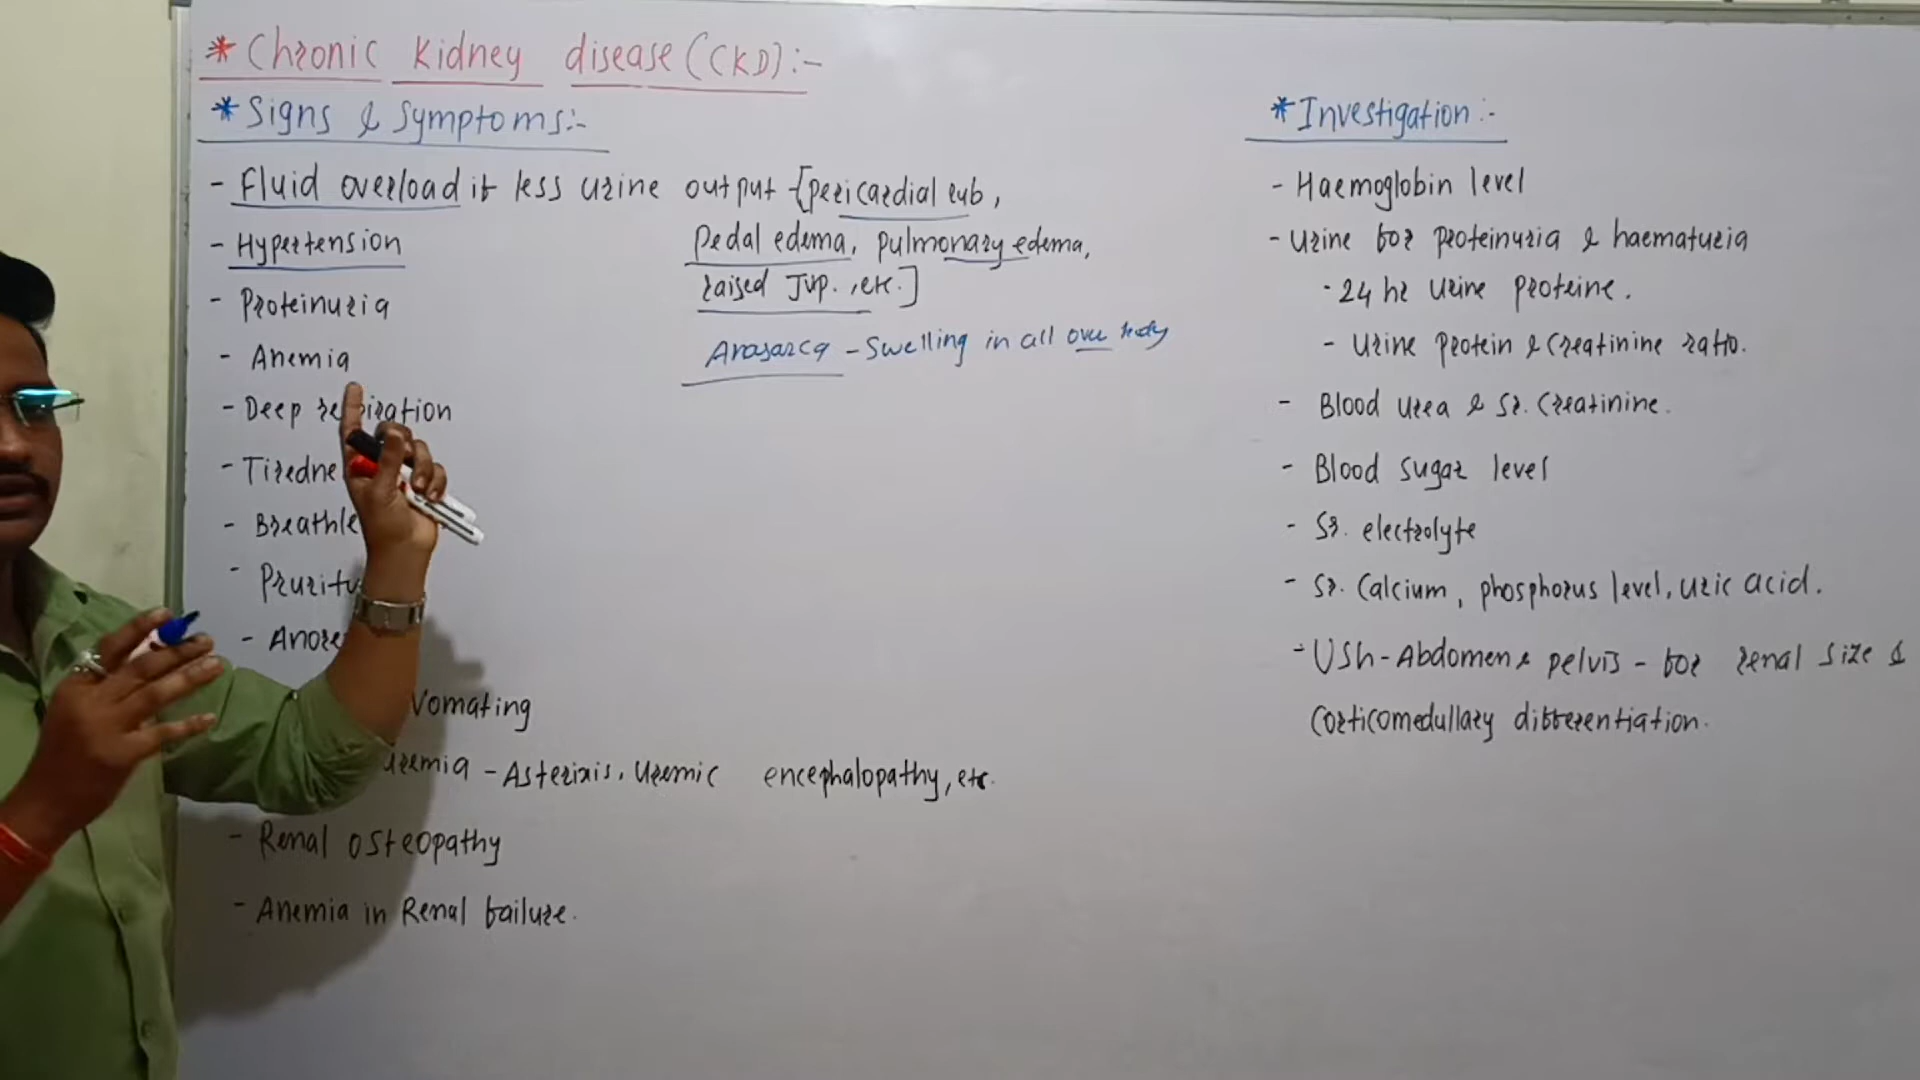 * Chronic Kidney disease (CKD):-
* Signs & Symptoms:-
- Fluid overload if less urine output -[pericardial rub,
Pedal edema, pulmonary edema,
raised Jvp., etc.]
Anasarca - Swelling in all over body
- Hypertension
- Proteinuria
- Anemia
- Deep re piration
- Tiredne
- Breathle
- Pruritu
- Anore
Vomating
uremia - Asterixis, Uremic encephalopathy, etc.
- Renal osteopathy
- Anemia in Renal failure.
* Investigation :-
- Haemoglobin level
- Urine for proteinuria & haematuria
- 24 hr Urine proteine.
- Urine protein & Creatinine ratio.
- Blood urea & Sr. Creatinine.
- Blood sugar level
- Sr. electrolyte
- Sr. Calcium, phosphorus level, uric acid.
- USh - Abdomen & pelvis - for renal size &
Corticomedullary differentiation.